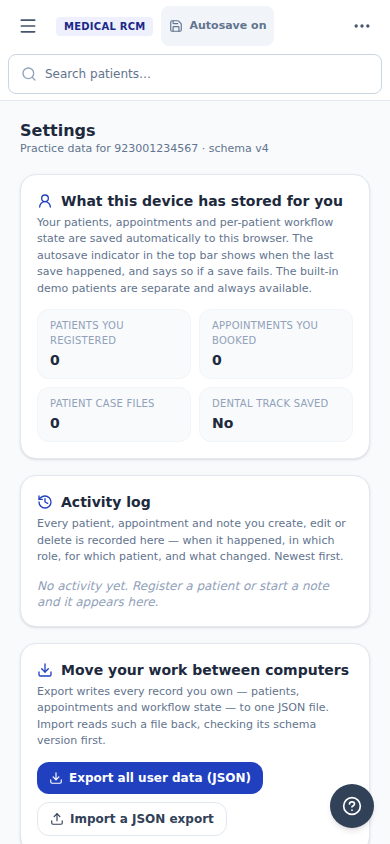 MEDICAL RCM
Autosave on
Search patients...
Settings
Practice data for 923001234567 · schema v4
What this device has stored for you
Your patients, appointments and per-patient workflow
state are saved automatically to this browser. The
autosave indicator in the top bar shows when the last
save happened, and says so if a save fails. The built-in
demo patients are separate and always available.
PATIENTS YOU
REGISTERED
0
APPOINTMENTS YOU
BOOKED
0
PATIENT CASE FILES
0
DENTAL TRACK SAVED
No
Activity log
Every patient, appointment and note you create, edit or
delete is recorded here — when it happened, in which
role, for which patient, and what changed. Newest first.
No activity yet. Register a patient or start a note
and it appears here.
Move your work between computers
Export writes every record you own — patients,
appointments and workflow state — to one JSON file.
Import reads such a file back, checking its schema
version first.
Export all user data (JSON)
Import a JSON export